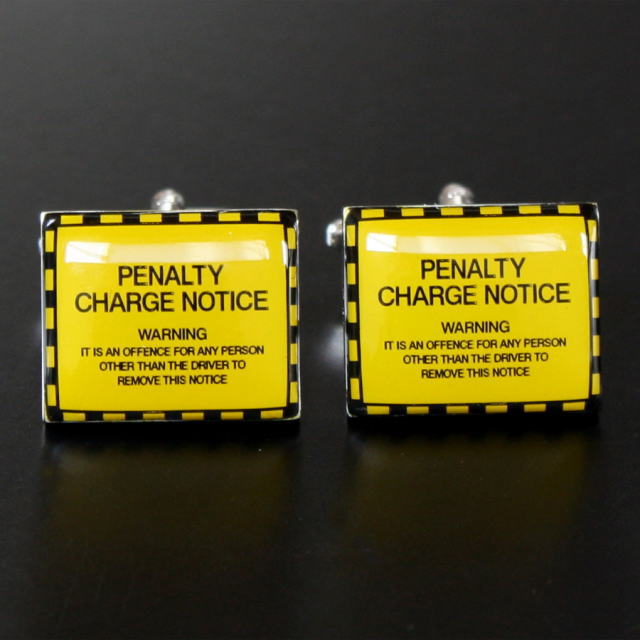 PENALTY
CHARGE NOTICE
WARNING
IT IS AN OFFENCE FOR ANY PERSON
OTHER THAN THE DRIVER TO
REMOVE THIS NOTICE
PENALTY
CHARGE NOTICE
WARNING
IT IS AN OFFENCE FOR ANY PERSON
OTHER THAN THE DRIVER TO
REMOVE THIS NOTICE